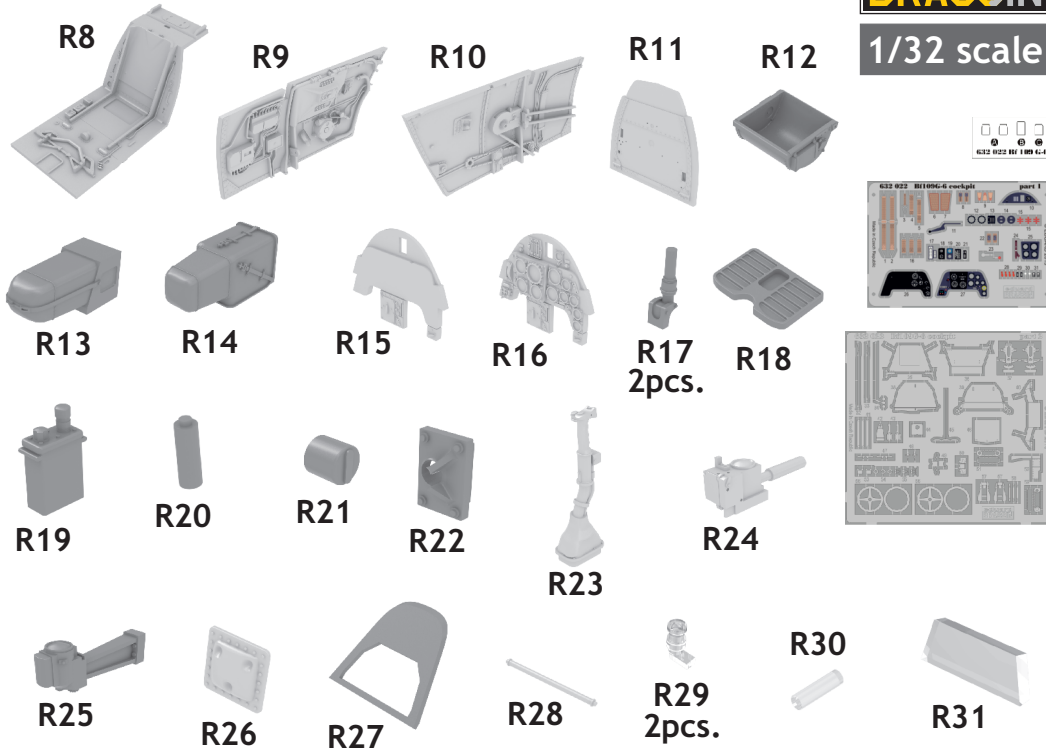 R8
R9
R10
R11
R12
1/32 scale
A B C
632 022 Bf 109 G-6
632 022 Bf109G-6 cockpit part 1
R13
R14
R15
R16
R17
2pcs.
R18
R19
R20
R21
R22
R23
R24
R25
R26
R27
R28
R29
2pcs.
R30
R31